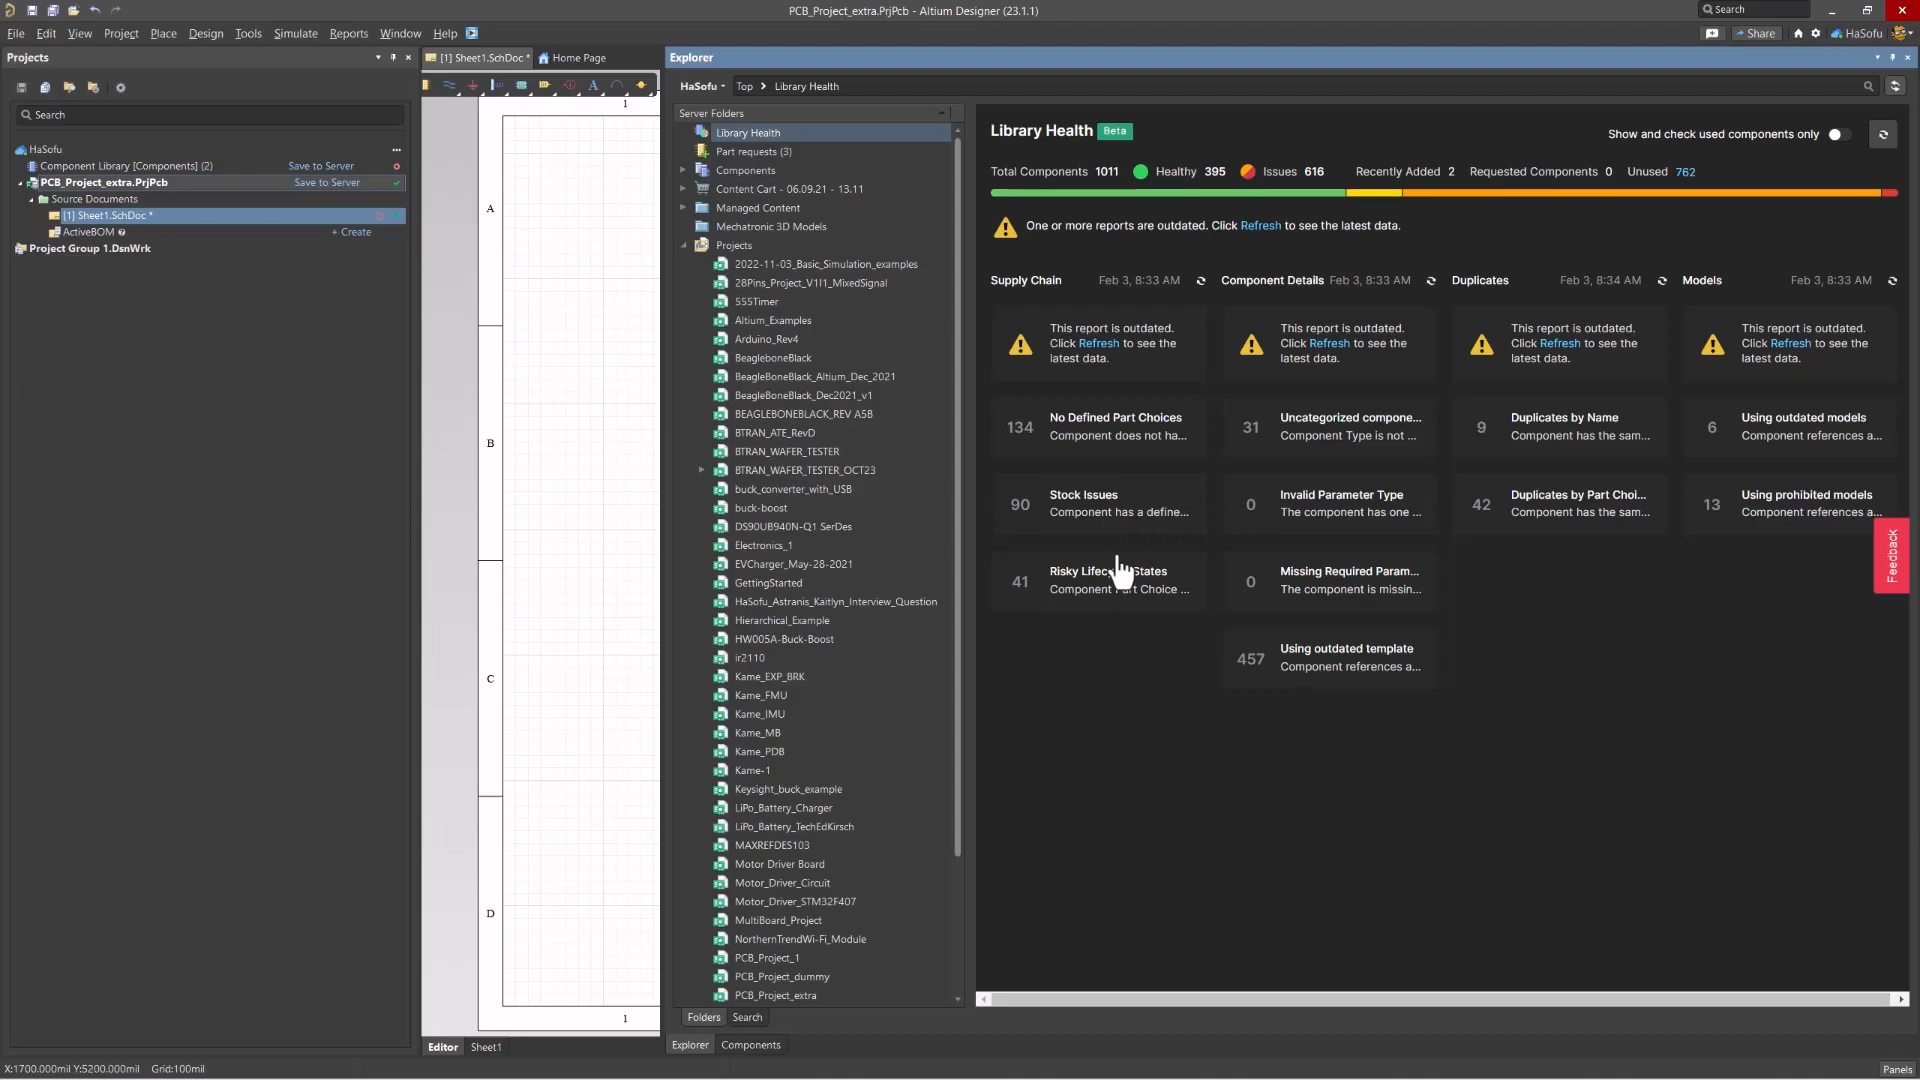 PCB_Project_extra.PrjPcb - Altium Designer (23.1.1)
Search
File Edit View Project Place Design Tools Simulate Reports Window Help
Share
HaSofu
Projects
[1] Sheet1.SchDoc *
Home Page
Explorer
HaSofu
Top
Library Health
Search
HaSofu
Component Library [Components] (2)
Save to Server
PCB_Project_extra.PrjPcb
Save to Server
Source Documents
[1] Sheet1.SchDoc *
ActiveBOM
+ Create
Project Group 1.DsnWrk
1
A
B
C
D
1
Editor
Sheet1
Server Folders
Library Health
Part requests (3)
Components
Content Cart - 06.09.21 - 13.11
Managed Content
Mechatronic 3D Models
Projects
2022-11-03_Basic_Simulation_examples
28Pins_Project_V1I1_MixedSignal
555Timer
Altium_Examples
Arduino_Rev4
BeagleboneBlack
BeagleBoneBlack_Altium_Dec_2021
BeagleBoneBlack_Dec2021_v1
BEAGLEBONEBLACK_REV A5B
BTRAN_ATE_RevD
BTRAN_WAFER_TESTER
BTRAN_WAFER_TESTER_OCT23
buck_converter_with_USB
buck-boost
DS90UB940N-Q1 SerDes
Electronics_1
EVCharger_May-28-2021
GettingStarted
HaSofu_Astranis_Kaitlyn_Interview_Question
Hierarchical_Example
HW005A-Buck-Boost
ir2110
Kame_EXP_BRK
Kame_FMU
Kame_IMU
Kame_MB
Kame_PDB
Kame-1
Keysight_buck_example
LiPo_Battery_Charger
LiPo_Battery_TechEdKirsch
MAXREFDES103
Motor Driver Board
Motor_Driver_Circuit
Motor_Driver_STM32F407
MultiBoard_Project
NorthernTrendWi-Fi_Module
PCB_Project_1
PCB_Project_dummy
PCB_Project_extra
Folders
Search
Explorer
Components
Library Health Beta
Show and check used components only
Total Components 1011 Healthy 395 Issues 616 Recently Added 2 Requested Components 0 Unused 762
One or more reports are outdated. Click Refresh to see the latest data.
Supply Chain Feb 3, 8:33 AM
This report is outdated.
Click Refresh to see the
latest data.
134 No Defined Part Choices
Component does not ha...
90 Stock Issues
Component has a define...
41
Component
Component Details Feb 3, 8:33 AM
This report is outdated.
Click Refresh to see the
latest data.
31 Uncategorized compone...
Component Type is not ...
0 Invalid Parameter Type
The component has one ...
0 Missing Required Param...
The component is missin...
457 Using outdated template
Component references a...
Duplicates Feb 3, 8:34 AM
This report is outdated.
Click Refresh to see the
latest data.
9 Duplicates by Name
Component has the sam...
42 Duplicates by Part Choi...
Component has the sam...
Models Feb 3, 8:33 AM
This report is outdated.
Click Refresh to see the
latest data.
6 Using outdated models
Component references a...
13 Using prohibited models
Component references a...
Feedback
X:1700.000mil Y:5200.000mil Grid:100mil
Panels